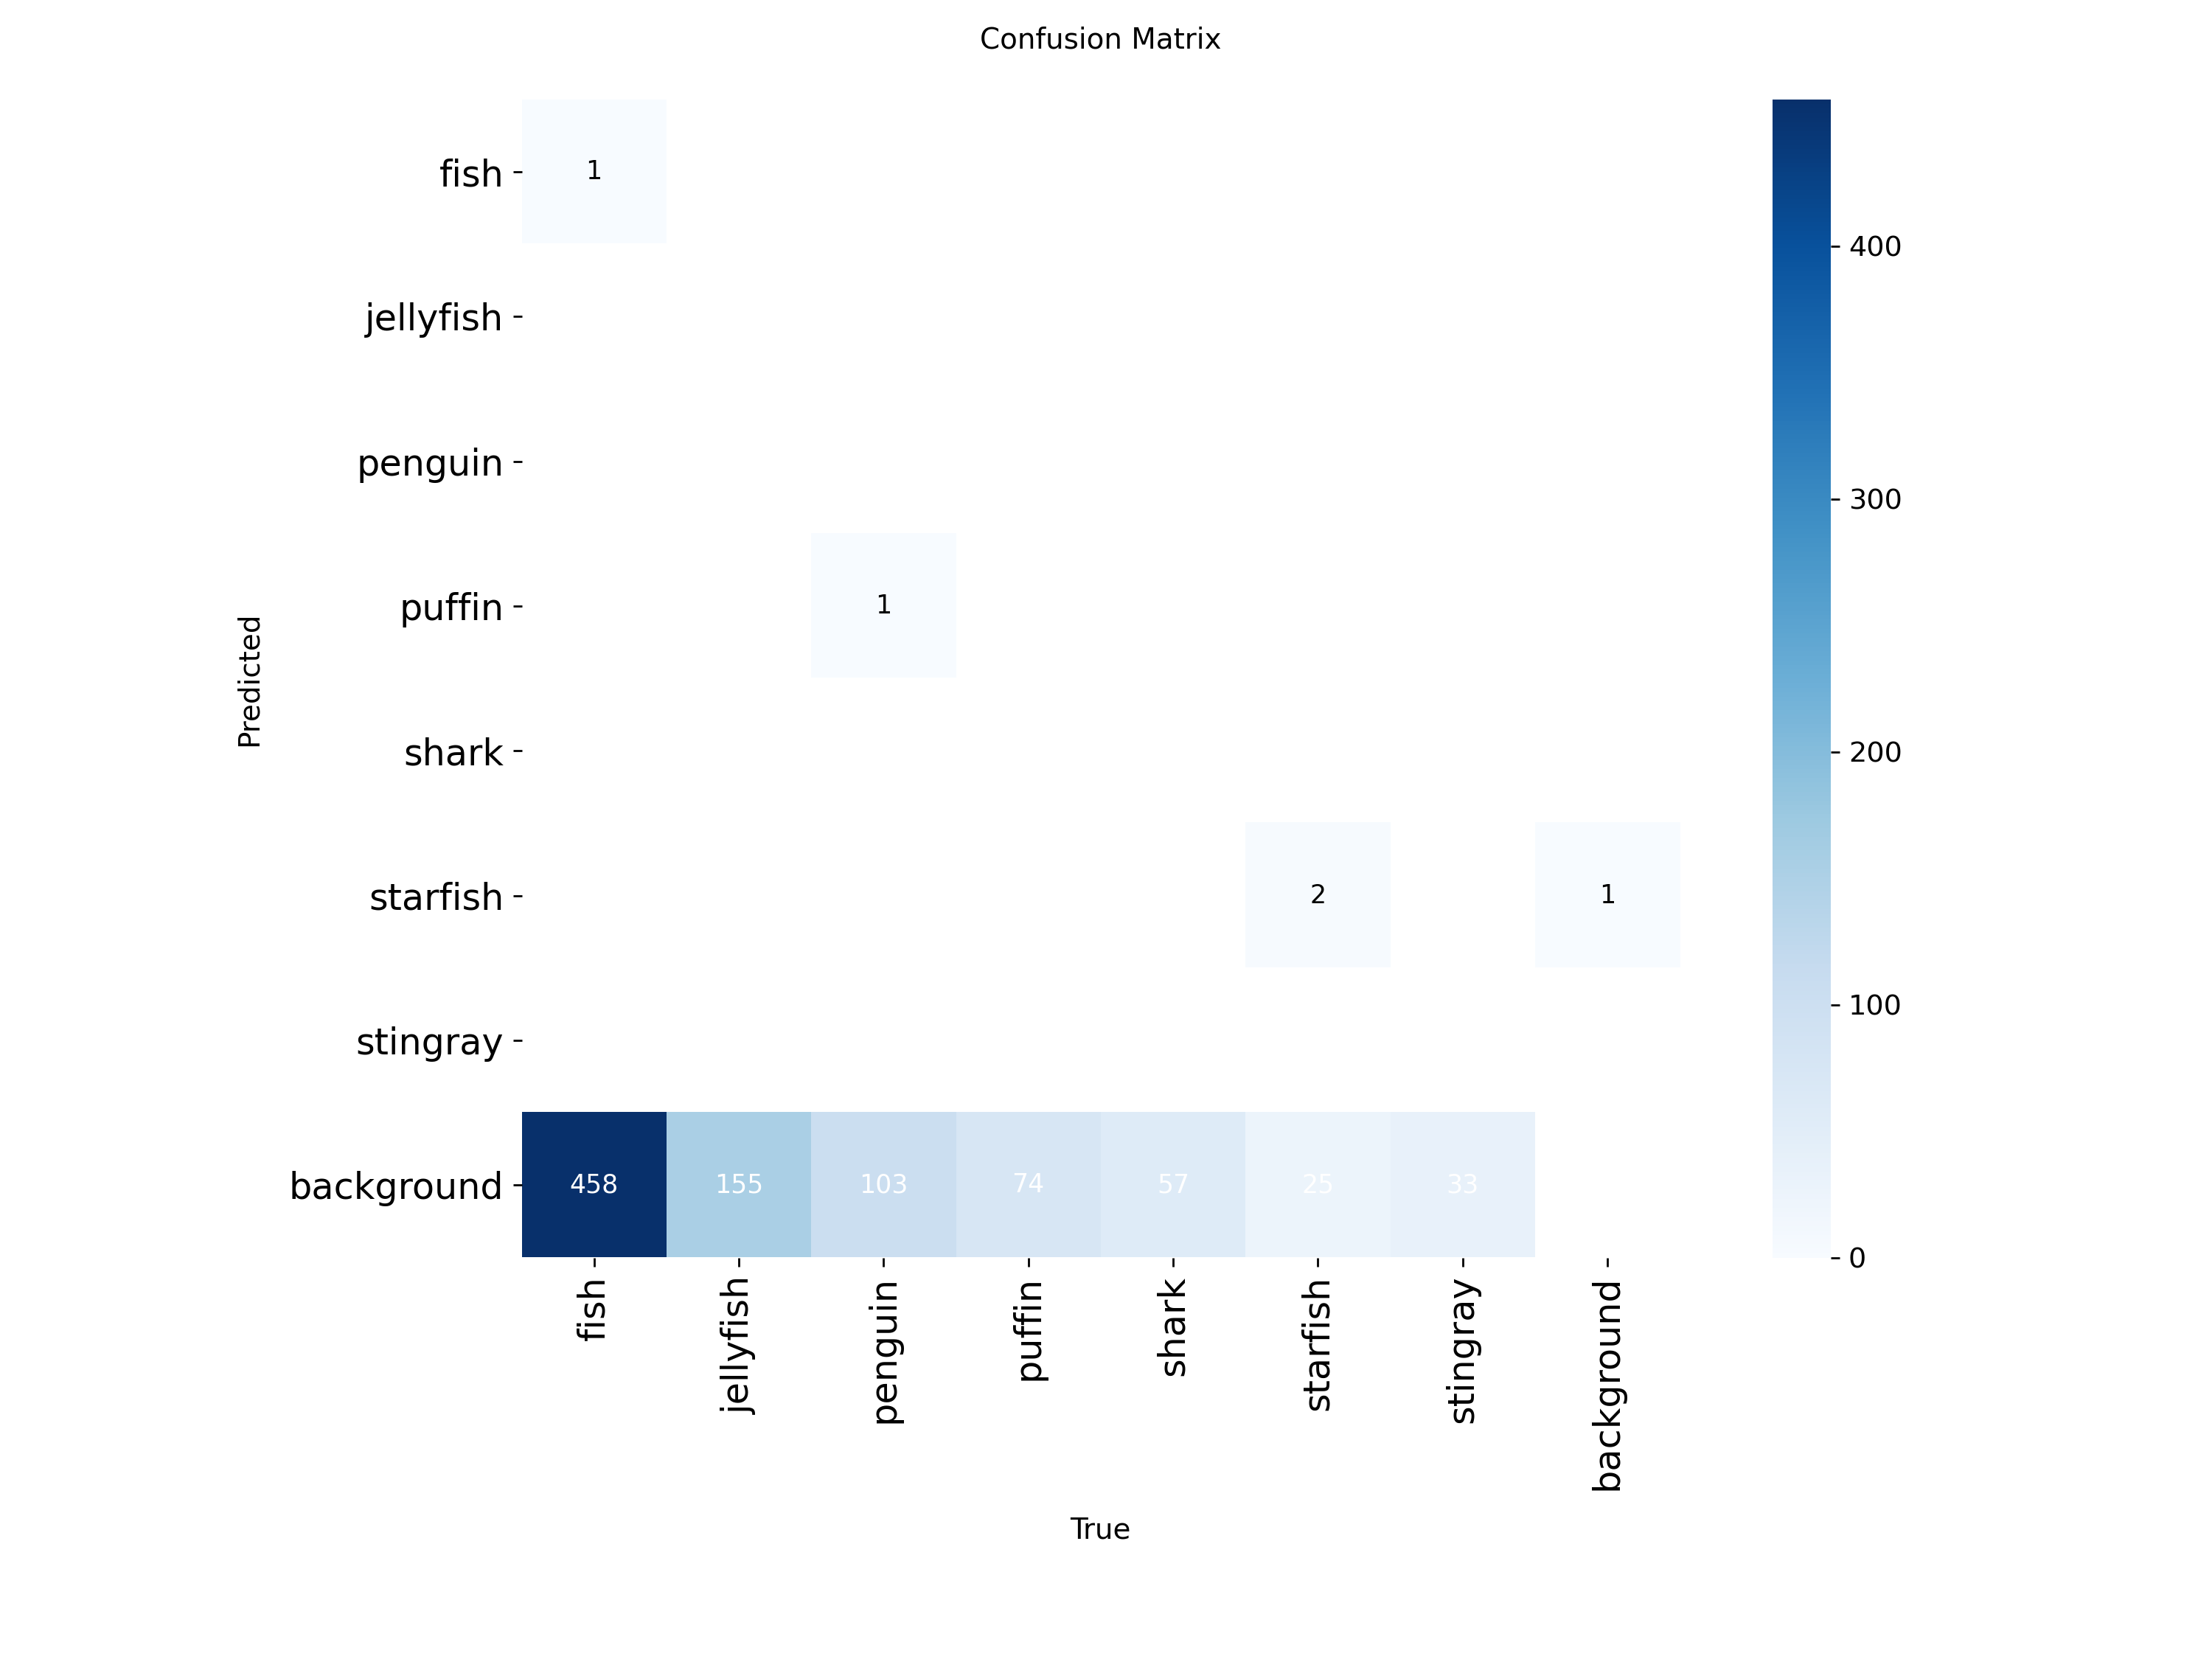 Confusion Matrix
fish
1
jellyfish
penguin
puffin
1
shark
starfish
2
1
stingray
background
458
155
103
74
57
25
33
fish
jellyfish
penguin
puffin
shark
starfish
stingray
background
True
Predicted
400
300
200
100
0